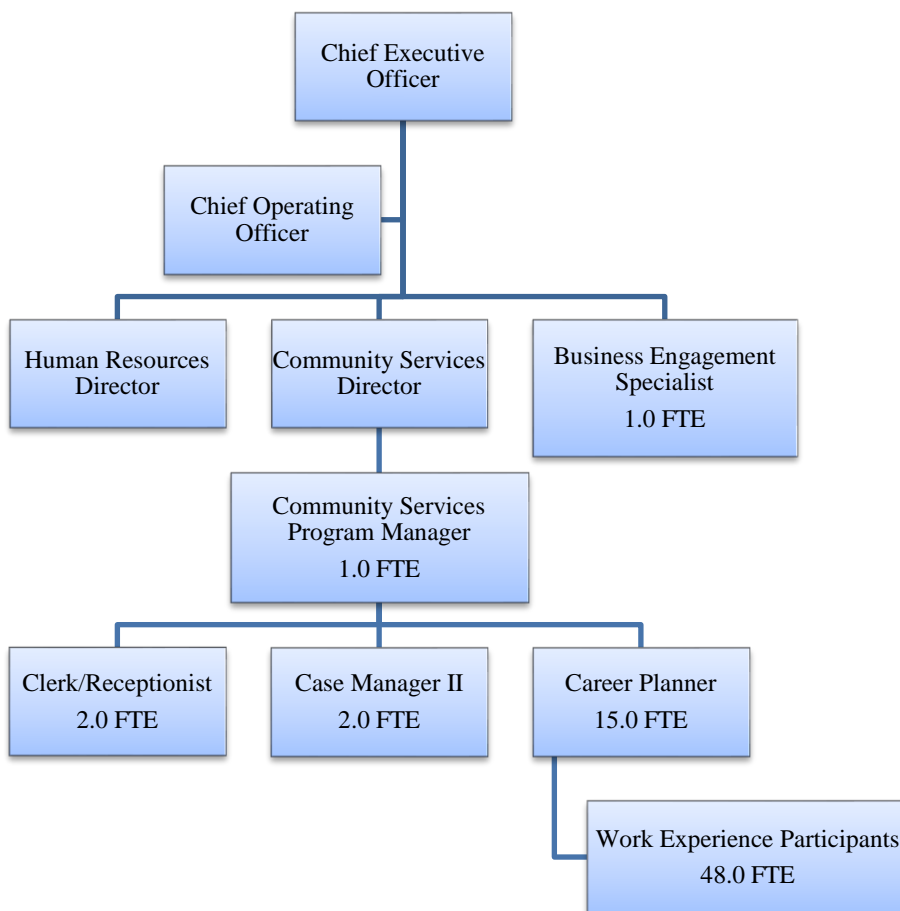 Chief Executive
Officer
Chief Operating
Officer
Human Resources
Director
Community Services
Director
Business Engagement
Specialist
1.0 FTE
Community Services
Program Manager
1.0 FTE
Clerk/Receptionist
2.0 FTE
Case Manager II
2.0 FTE
Career Planner
15.0 FTE
Work Experience Participants
48.0 FTE